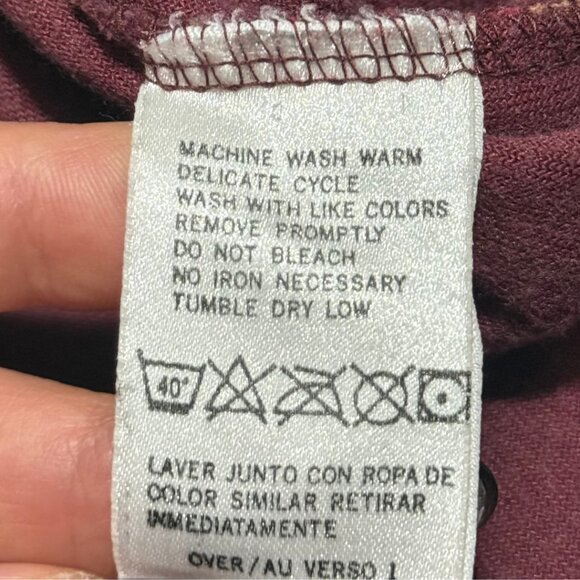 MACHINE WASH WARM
DELICATE CYCLE
WASH WITH LIKE COLORS
REMOVE PROMPTLY
DO NOT BLEACH
NO IRON NECESSARY
TUMBLE DRY LOW
40°
LAVER JUNTO CON ROPA DE
COLOR SIMILAR RETIRAR
INMEDIATAMENTE
OVER/AU VERSO